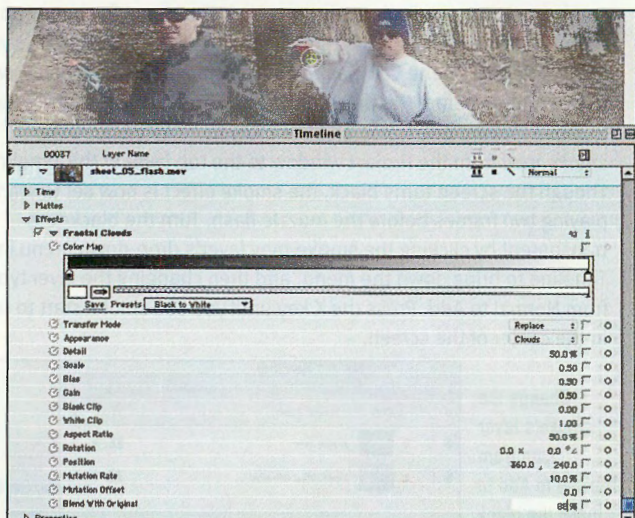 Timeline
00037 Layer Name
shoot_05_flash.mov Normal
Time
Mattes
Effects
Fractal Clouds
Color Map
Save Presets Black to White
Transfer Mode Replace
Appearance Clouds
Detail 50.0%
Scale 0.50
Bias 0.30
Gain 0.50
Black Clip 0.00
White Clip 1.00
Aspect Ratio 50.0%
Rotation 0.0 x 0.0 °
Position 360.0 , 240.0
Mutation Rate 10.0%
Mutation Offset 0.0
Blend With Original 88%
Properties